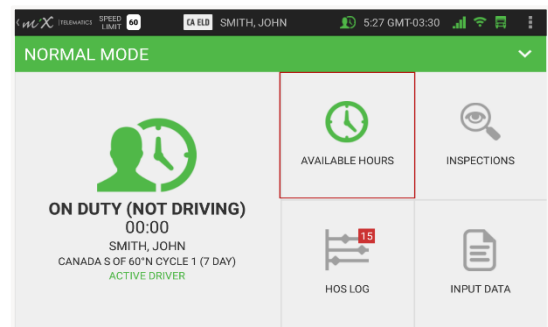 miX TELEMATICS SPEED LIMIT 60 CA ELD SMITH, JOHN 5:27 GMT-03:30
NORMAL MODE
AVAILABLE HOURS
INSPECTIONS
ON DUTY (NOT DRIVING)
00:00
SMITH, JOHN
CANADA S OF 60°N CYCLE 1 (7 DAY)
ACTIVE DRIVER
15
HOS LOG
INPUT DATA